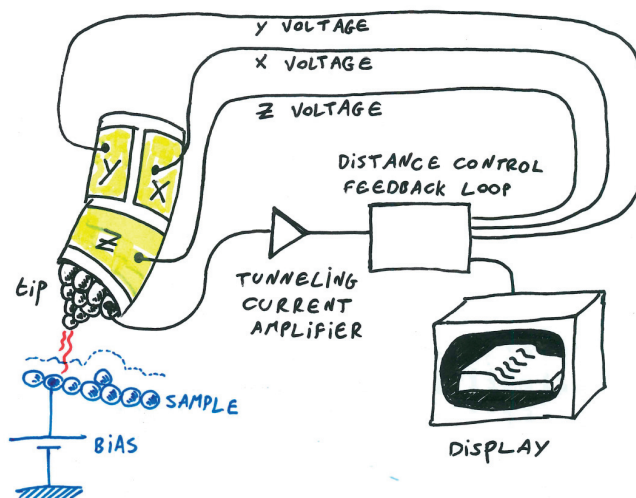 Y VOLTAGE
X VOLTAGE
Z VOLTAGE
DISTANCE CONTROL
FEEDBACK LOOP
Y
X
Z
tip
TUNNELING
CURRENT
AMPLIFIER
SAMPLE
BiAS
DiSPLAY